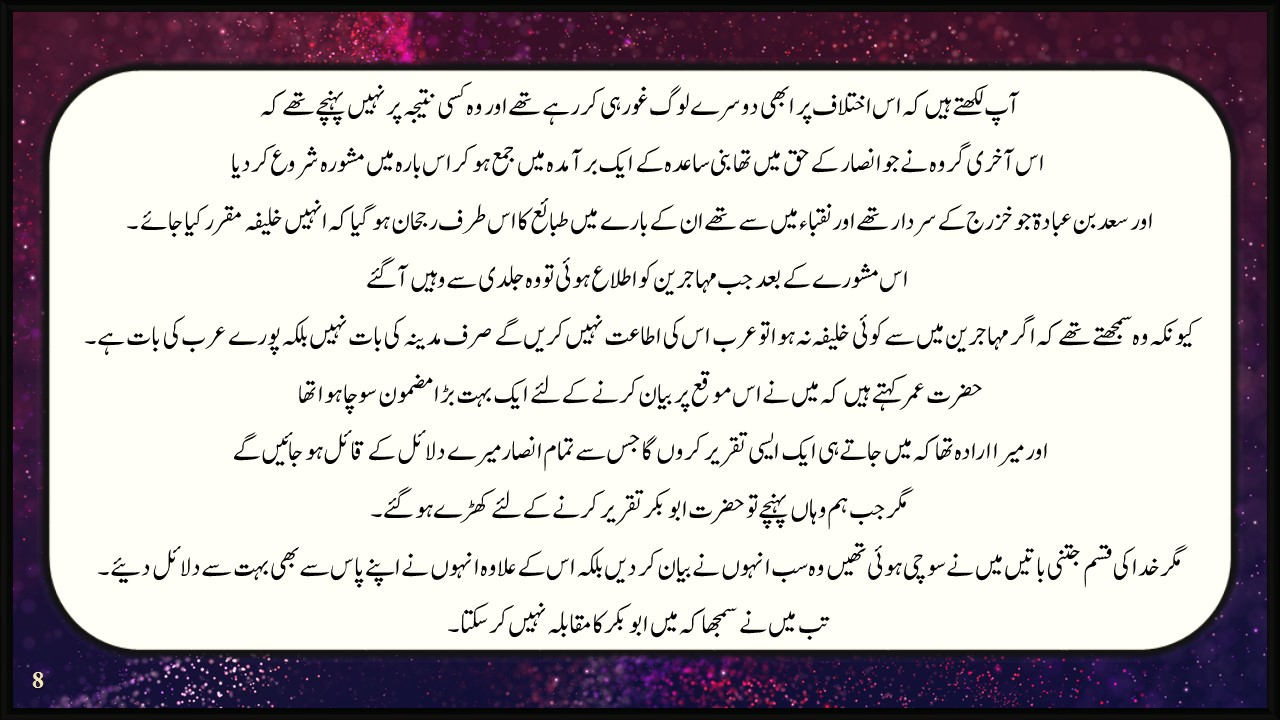 آپ لکھتے ہیں کہ اس اختلاف پر ابھی دوسرے لوگ غور ہی کر رہے تھے اور وہ کسی نتیجہ پر نہیں پہنچے تھے کہ
اس آخری گروہ نے جو انصار کے حق میں تھا بنی ساعدہ کے ایک برآمدہ میں جمع ہو کر اس بارہ میں مشورہ شروع کر دیا
اور سعد بن عبادۃ جو خزرج کے سردار تھے اور نقباء میں سے تھے ان کے بارے میں طبائع کا اس طرف رجحان ہو گیا کہ انہیں خلیفہ مقرر کیا جائے۔
اس مشورے کے بعد جب مہاجرین کو اطلاع ہوئی تو وہ جلدی سے وہیں آگئے
کیونکہ وہ سمجھتے تھے کہ اگر مہاجرین میں سے کوئی خلیفہ نہ ہوا تو عرب اس کی اطاعت نہیں کریں گے صرف مدینہ کی بات نہیں بلکہ پورے عرب کی بات ہے۔
حضرت عمر کہتے ہیں کہ میں نے اس موقع پر بیان کرنے کے لئے ایک بہت بڑا مضمون سوچا ہوا تھا
اور میرا ارادہ تھا کہ میں جاتے ہی ایک ایسی تقریر کروں گا جس سے تمام انصار میرے دلائل کے قائل ہو جائیں گے
مگر جب ہم وہاں پہنچے تو حضرت ابو بکر تقریر کرنے کے لئے کھڑے ہو گئے۔
مگر خدا کی قسم جتنی باتیں میں نے سوچی ہوئی تھیں وہ سب انہوں نے بیان کر دیں بلکہ اس کے علاوہ انہوں نے اپنے پاس سے بھی بہت سے دلائل دیئے۔
تب میں نے سمجھا کہ میں ابو بکر کا مقابلہ نہیں کر سکتا۔
8